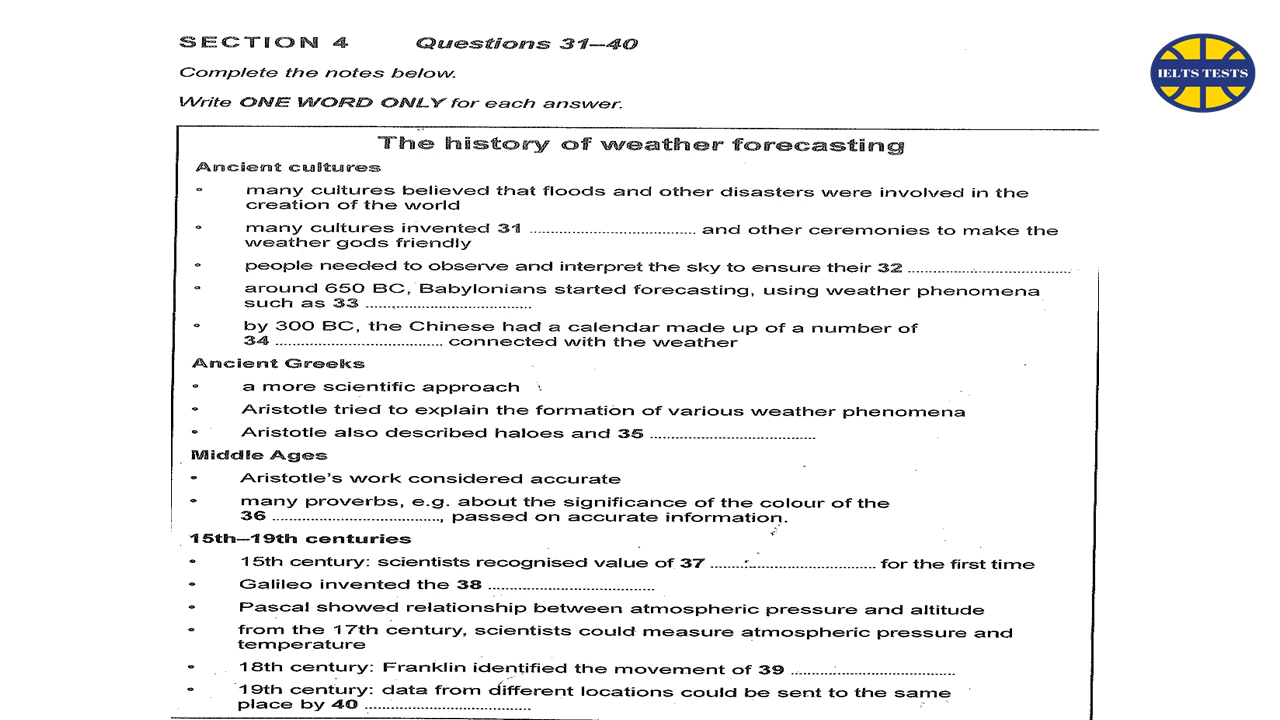 SECTION 4 Questions 31–40
IELTS TESTS
Complete the notes below.
Write ONE WORD ONLY for each answer.
The history of weather forecasting
Ancient cultures
• many cultures believed that floods and other disasters were involved in the
creation of the world
• many cultures invented 31 .................................... and other ceremonies to make the
weather gods friendly
• people needed to observe and interpret the sky to ensure their 32 ....................................
• around 650 BC, Babylonians started forecasting, using weather phenomena
such as 33 ....................................
• by 300 BC, the Chinese had a calendar made up of a number of
34 .................................... connected with the weather
Ancient Greeks
• a more scientific approach
• Aristotle tried to explain the formation of various weather phenomena
• Aristotle also described haloes and 35 ....................................
Middle Ages
• Aristotle's work considered accurate
• many proverbs, e.g. about the significance of the colour of the
36 ...................................., passed on accurate information.
15th–19th centuries
• 15th century: scientists recognised value of 37 .................................... for the first time
• Galileo invented the 38 ....................................
• Pascal showed relationship between atmospheric pressure and altitude
• from the 17th century, scientists could measure atmospheric pressure and
temperature
• 18th century: Franklin identified the movement of 39 ....................................
• 19th century: data from different locations could be sent to the same
place by 40 ....................................